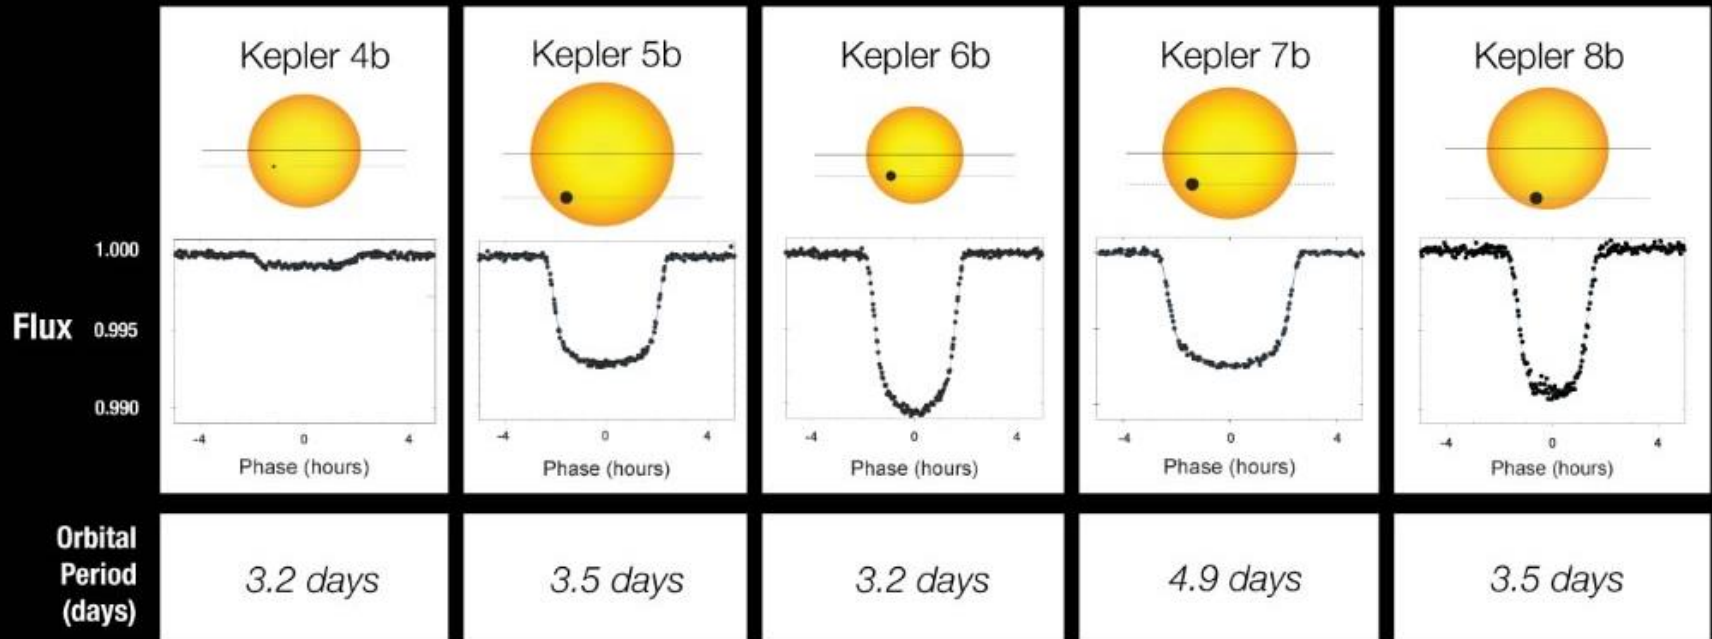 Kepler 4b
Kepler 5b
Kepler 6b
Kepler 7b
Kepler 8b
Flux
1.000
0.995
0.990
-4 0 4
Phase (hours)
-4 0 4
Phase (hours)
-4 0 4
Phase (hours)
-4 0 4
Phase (hours)
-4 0 4
Phase (hours)
Orbital
Period
(days)
3.2 days
3.5 days
3.2 days
4.9 days
3.5 days